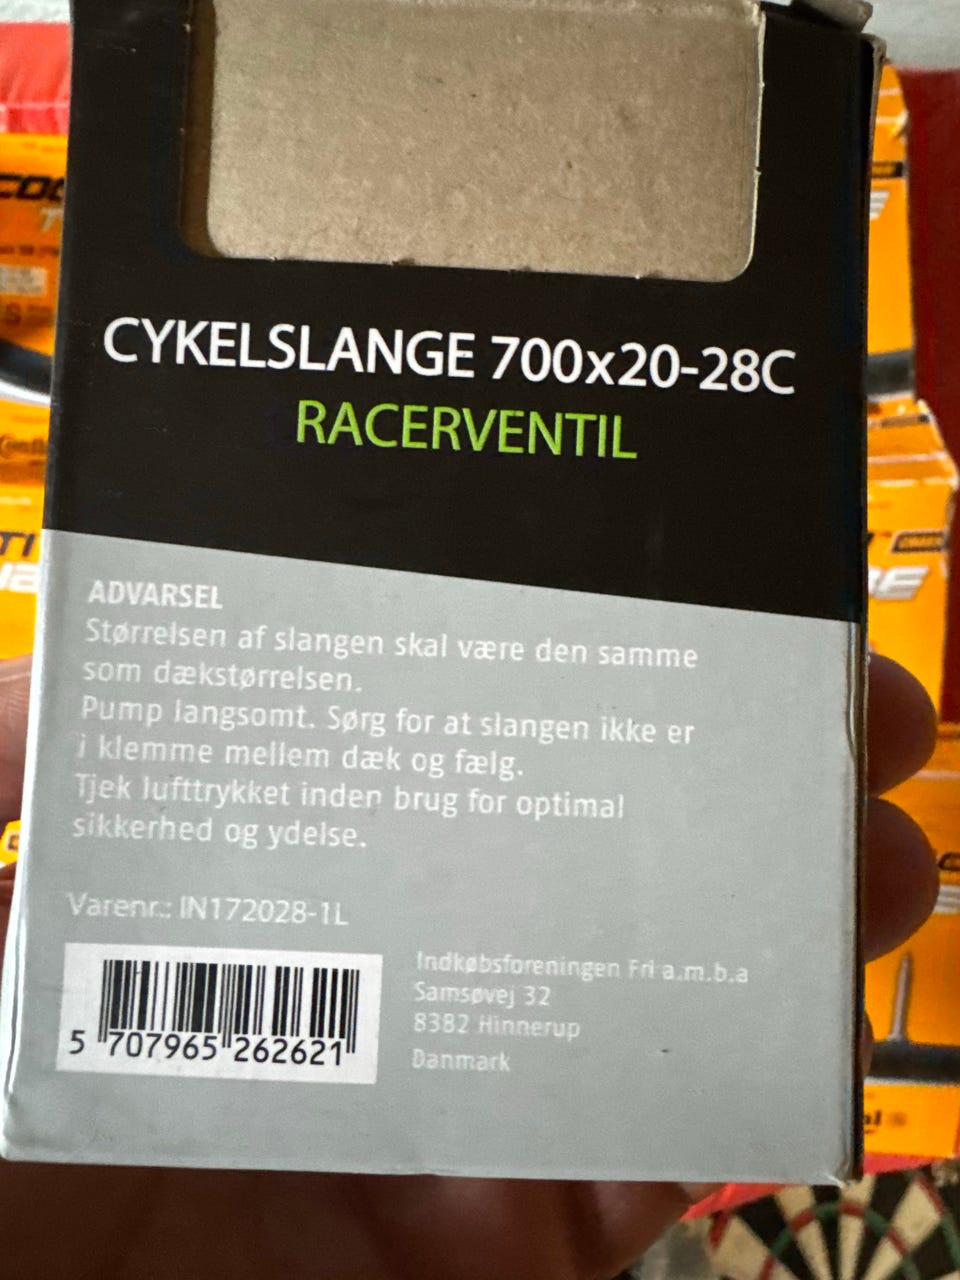 CYKELSLANGE 700x20-28C
RACERVENTIL
ADVARSEL
Størrelsen af slangen skal være den samme
som dækstørrelsen.
Pump langsomt. Sørg for at slangen ikke er
i klemme mellem dæk og fælg.
Tjek lufttrykket inden brug for optimal
sikkerhed og ydelse.
Varenr.: IN172028-1L
5 707965 262621
Indkøbsforeningen Fri a.m.b.a
Samsøvej 32
8382 Hinnerup
Danmark